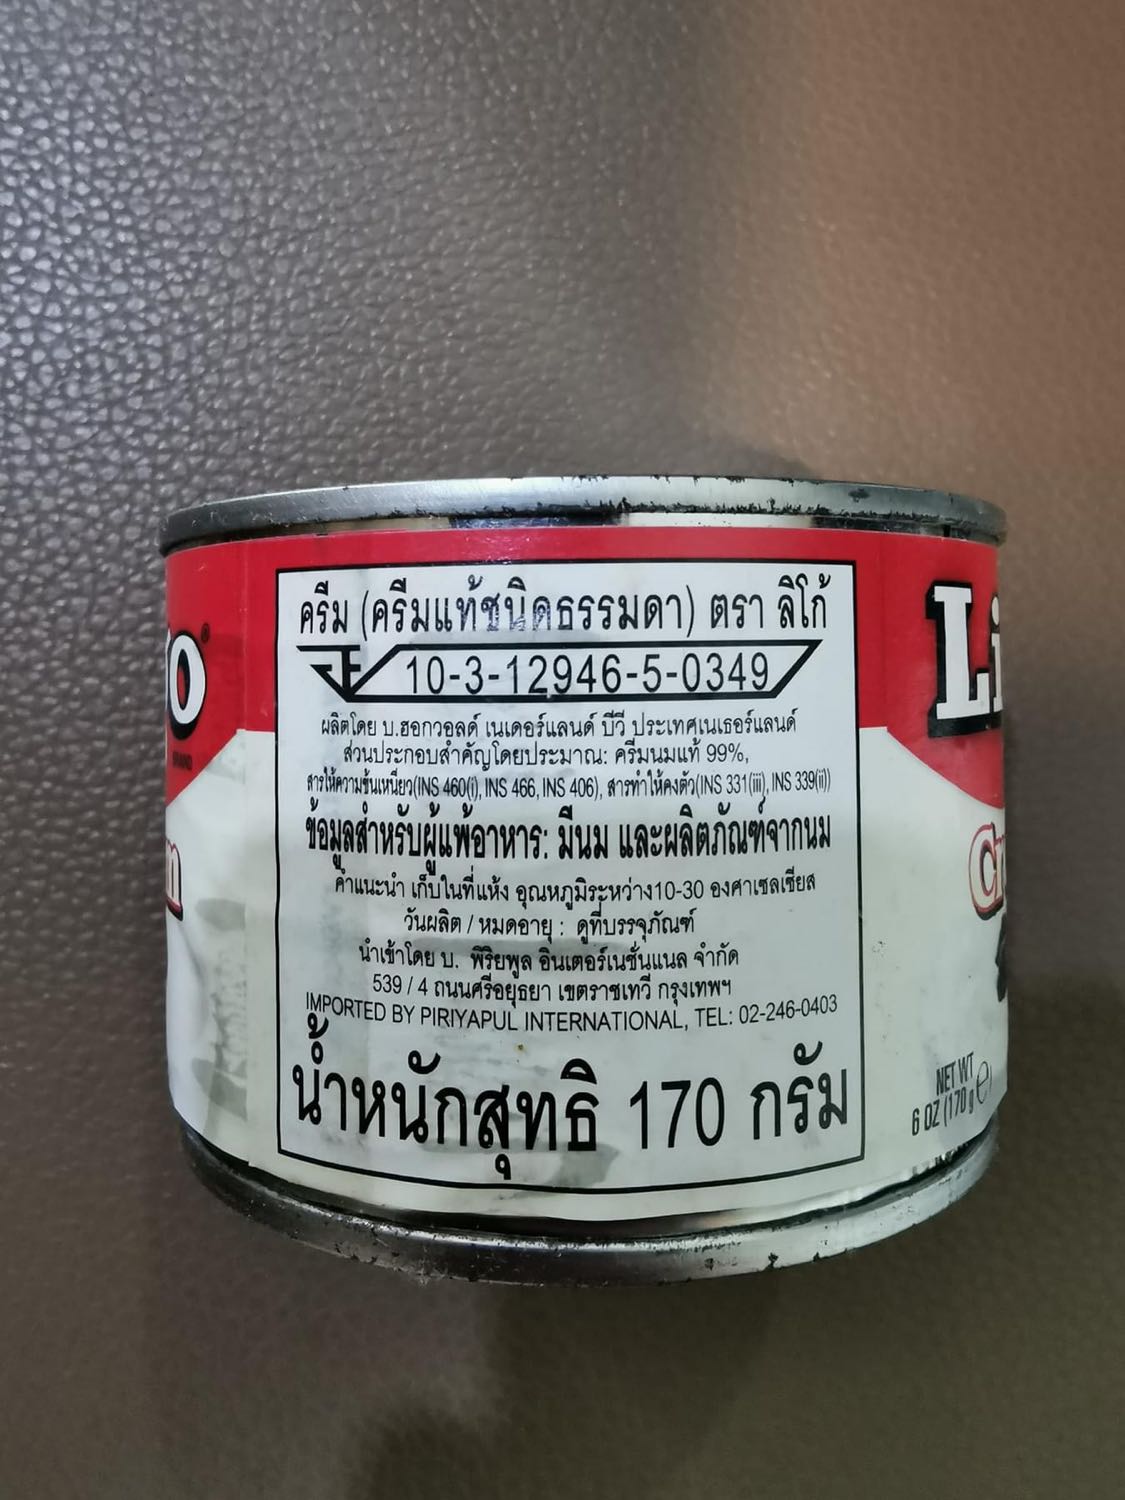 ครีม (ครีมแท้ชนิดธรรมดา) ตรา ลิโก้
10-3-12946-5-0349
ผลิตโดย บ.ฮอกวอลด์ เนเดอร์แลนด์ บีวี ประเทศเนเธอร์แลนด์
ส่วนประกอบสำคัญโดยประมาณ: ครีมนมแท้ 99%,
สารให้ความข้นเหนียว(INS 460(i), INS 466, INS 406), สารทำให้คงตัว(INS 331(iii), INS 339(ii))
ข้อมูลสำหรับผู้แพ้อาหาร: มีนม และผลิตภัณฑ์จากนม
คำแนะนำ เก็บในที่แห้ง อุณหภูมิระหว่าง10-30 องศาเซลเซียส
วันผลิต / หมดอายุ : ดูที่บรรจุภัณฑ์
นำเข้าโดย บ. พิริยพูล อินเตอร์เนชั่นแนล จำกัด
539 / 4 ถนนศรีอยุธยา เขตราชเทวี กรุงเทพฯ
IMPORTED BY PIRIYAPUL INTERNATIONAL, TEL: 02-246-0403
น้ำหนักสุทธิ 170 กรัม
NET WT
6 OZ (170 g
BRAND